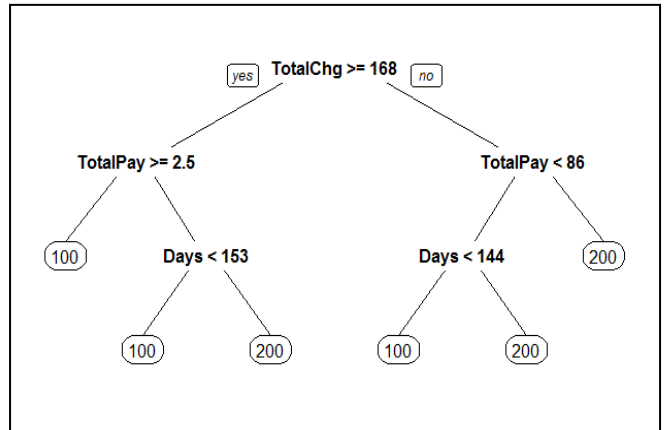 yes TotalChg >= 168 no
TotalPay >= 2.5 TotalPay < 86
100 Days < 153 Days < 144 200
100 200 100 200